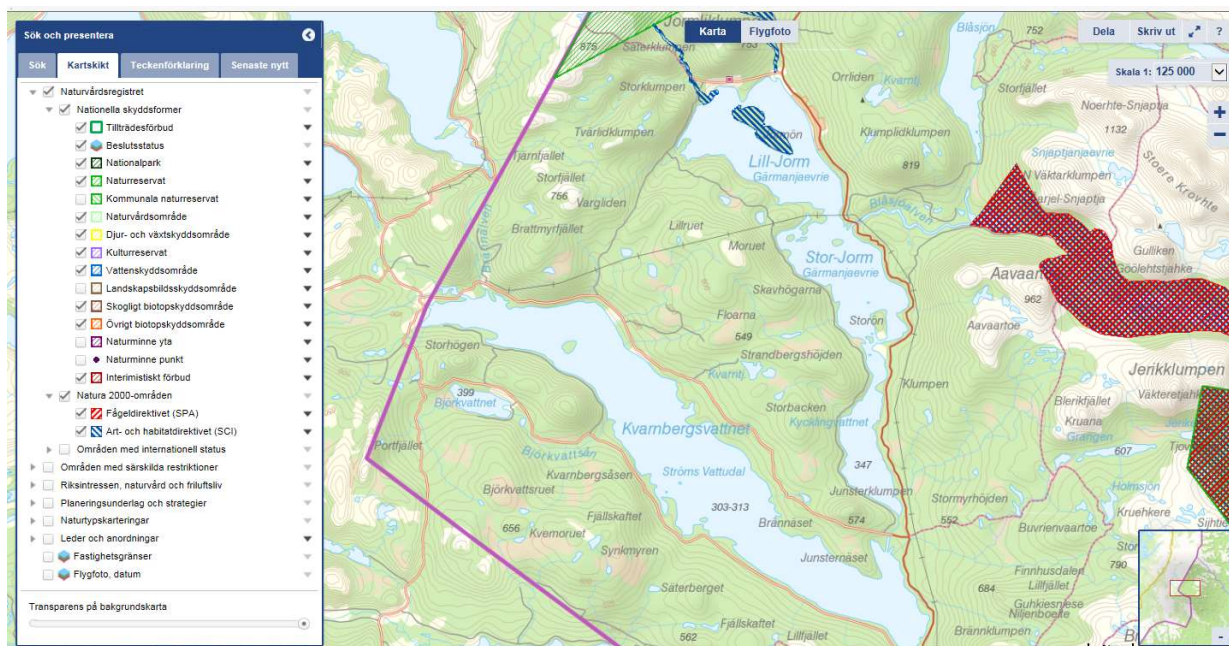 Sök och presentera
Sök
Kartskikt
Teckenförklaring
Senaste nytt
Naturvårdsregistret
Nationella skyddsformer
Tillträdesförbud
Beslutsstatus
Nationalpark
Naturreservat
Kommunala naturreservat
Naturvårdsområde
Djur- och växtskyddsområde
Kulturreservat
Vattenskyddsområde
Landskapsbildsskyddsområde
Skogligt biotopskyddsområde
Övrigt biotopskyddsområde
Naturminne yta
Naturminne punkt
Interimistiskt förbud
Natura 2000-områden
Fågeldirektivet (SPA)
Art- och habitatdirektivet (SCI)
Områden med internationell status
Områden med särskilda restriktioner
Riksintressen, naturvård och friluftsliv
Planeringsunderlag och strategier
Naturtypskarteringar
Leder och anordningar
Fastighetsgränser
Flygfoto, datum
Transparens på bakgrundskarta
Karta
Flygfoto
Dela
Skriv ut
?
Skala 1: 125 000
+
−
Jormliklumpen
Säterklumpen
875
753
Storklumpen
Orrliden
Kvarntj.
Blåsjön
752
Storfjället
Noerhte-Snjaptja
1132
Tvärlidklumpen
Klumplidklumpen
819
Lill-Jorm
Gärmanjaevrie
Snjaptjanjaevrie
N Väktarklumpen
Stoere Krovhte
Tjärnfjället
Storfjället
766
Vargliden
Brattmyrfjället
Brännälven
Lillruet
Moruet
Blåsjöälven
Stor-Jorm
Gärmanjaevrie
Gulliken
Göölehtstjahke
962
Aavaartoe
Skavhögarna
Floarna
549
Storön
Strandbergshöjden
Kvarntj.
Storhögen
399
Björkvattnet
Klumpen
Jerikklumpen
Väkteretjahke
Blerikfjället
Kruana
Grängen
607
Storbacken
Kycklingvattnet
Kvarnbergsvattnet
Portfjället
Björkvattsån
Kvarnbergsåsen
Ströms Vattudal
347
Holmsjön
Björkvattsruet
Junsterklumpen
Stormyrhöjden
Kruehkere
303-313
Fjällskaftet
656
Kvemoruet
Brännäset
574
552
Buvrienvaartoe
Synkmyren
Junsternäset
790
Finnhusdalen
Lillfjället
684
Säterberget
Guhkiesniese
Niljenboelte
Fjällskaftet
562
Lillfjället
Brännklumpen
-